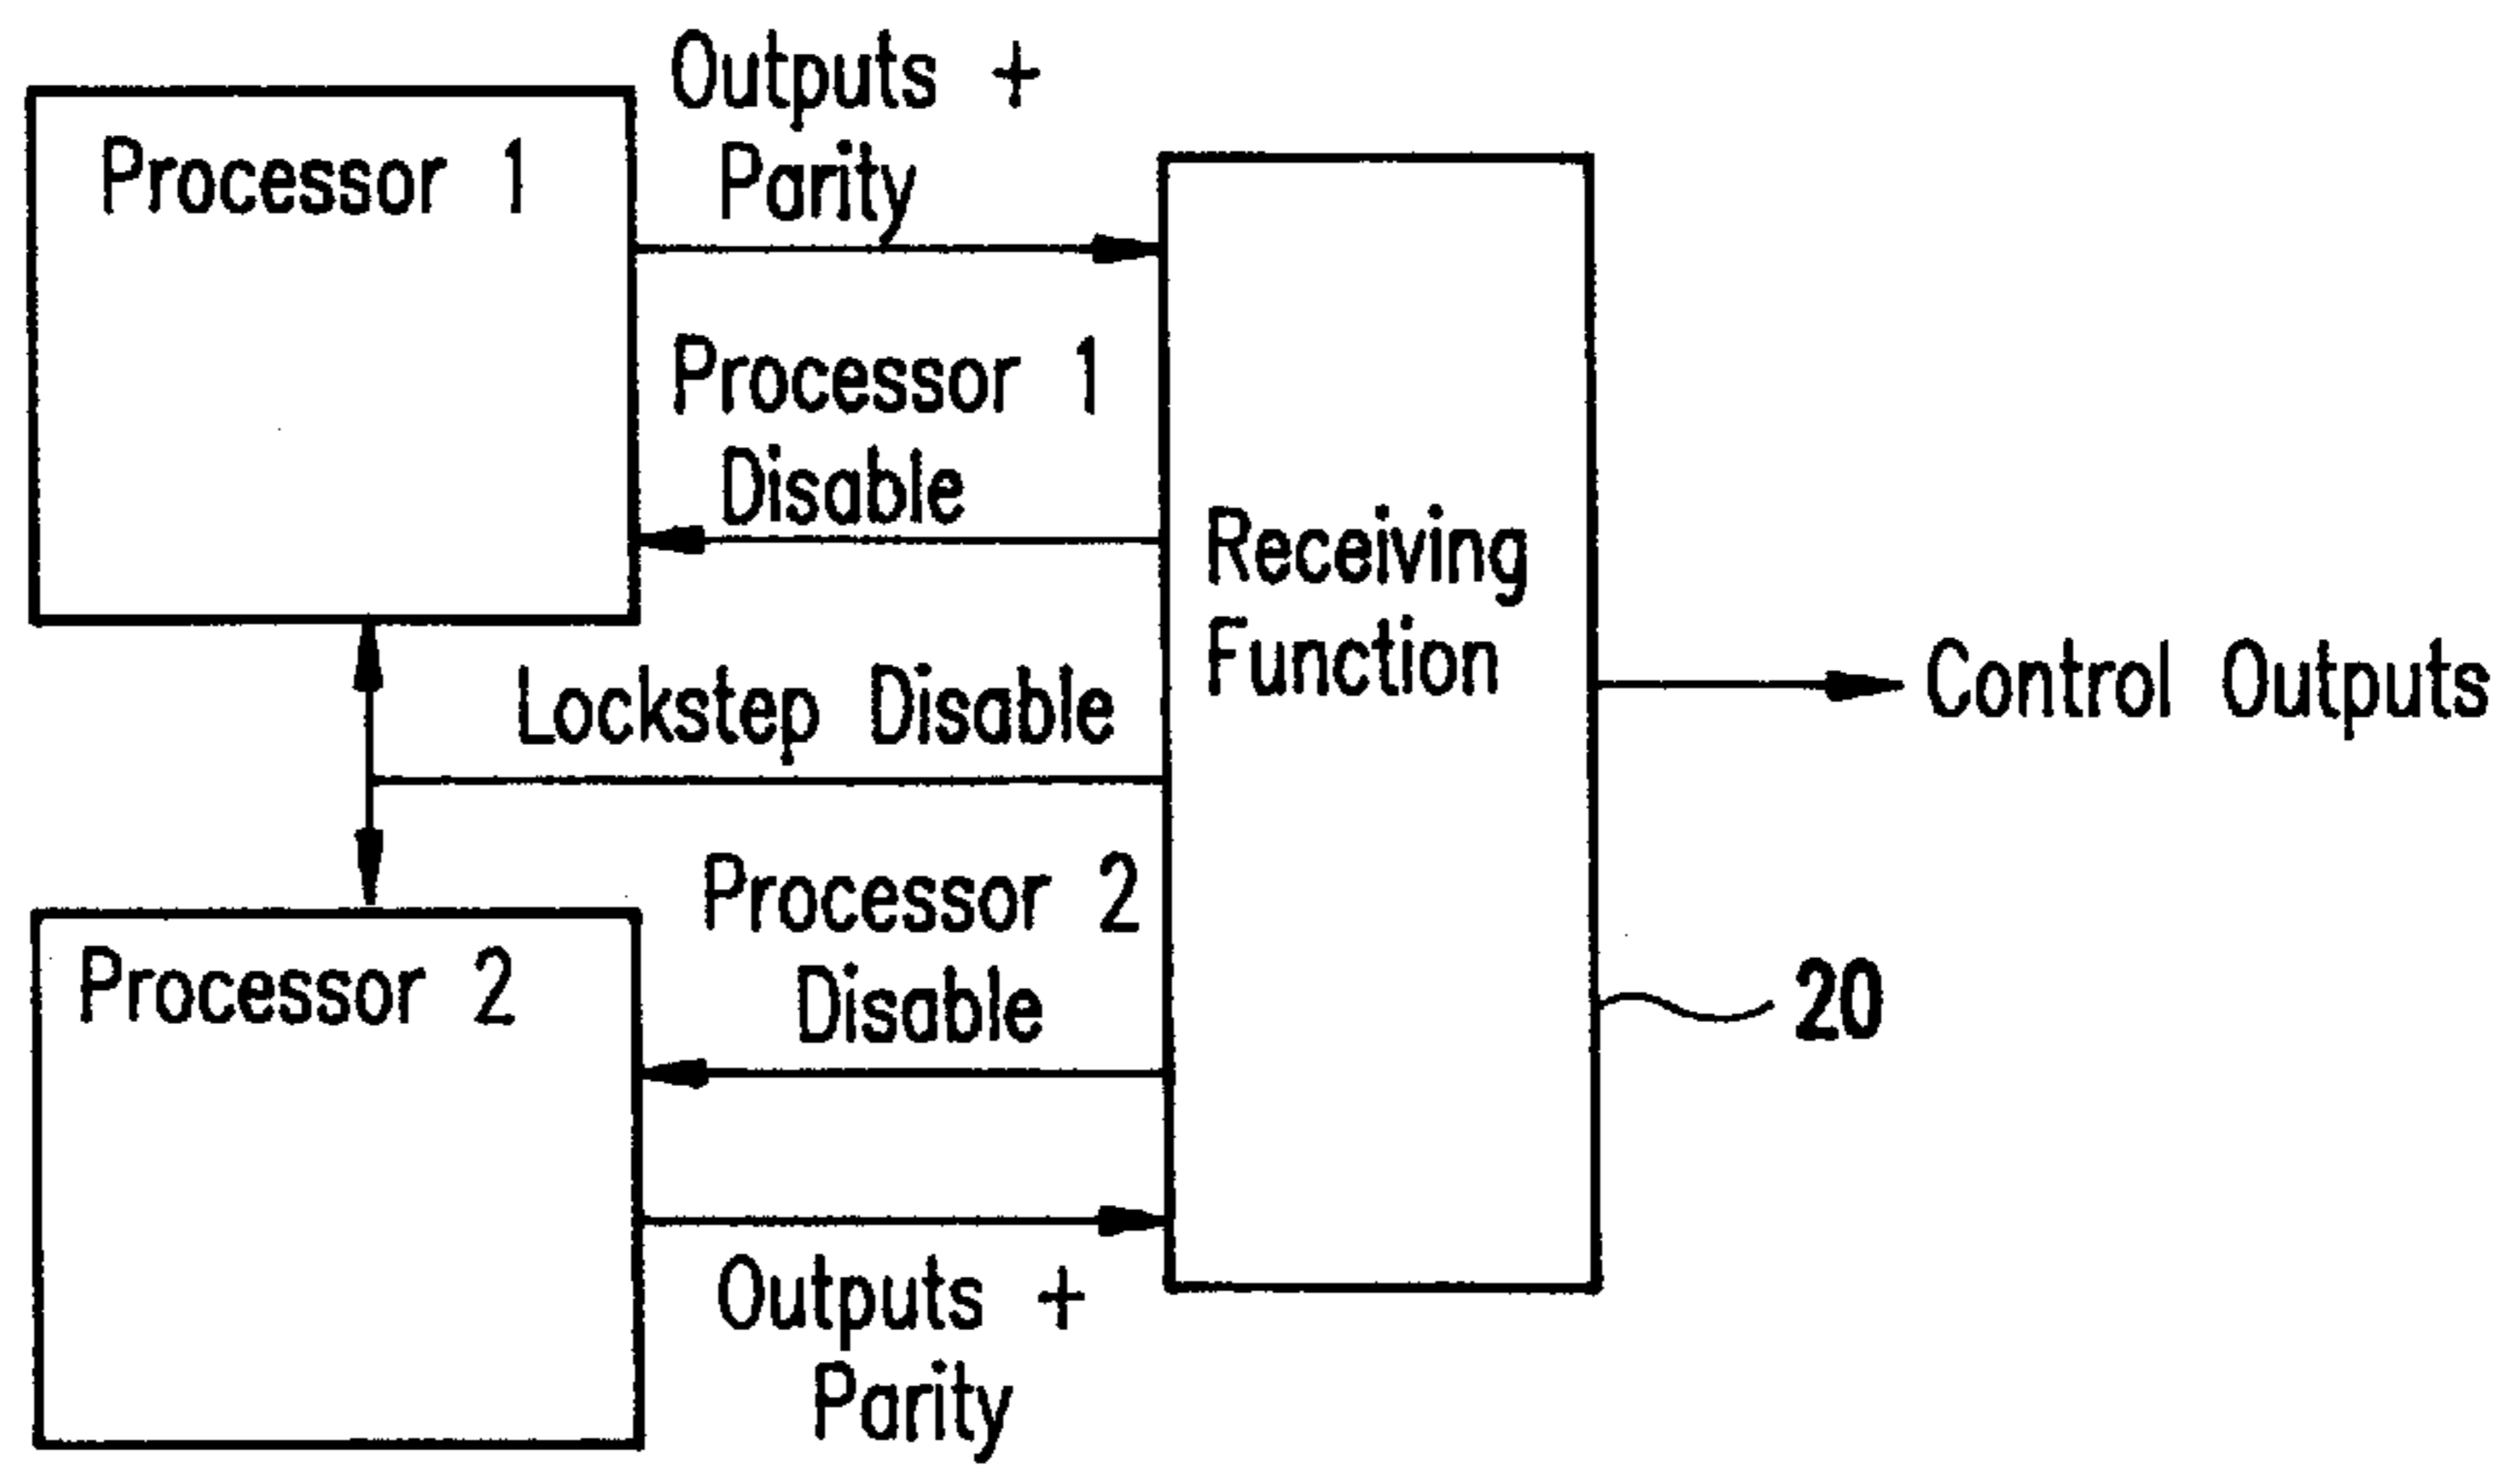 Outputs +
Parity
Processor 1
Processor 1
Disable
Receiving
Function
Lockstep Disable
Control Outputs
Processor 2
Disable
Processor 2
20
Outputs +
Parity